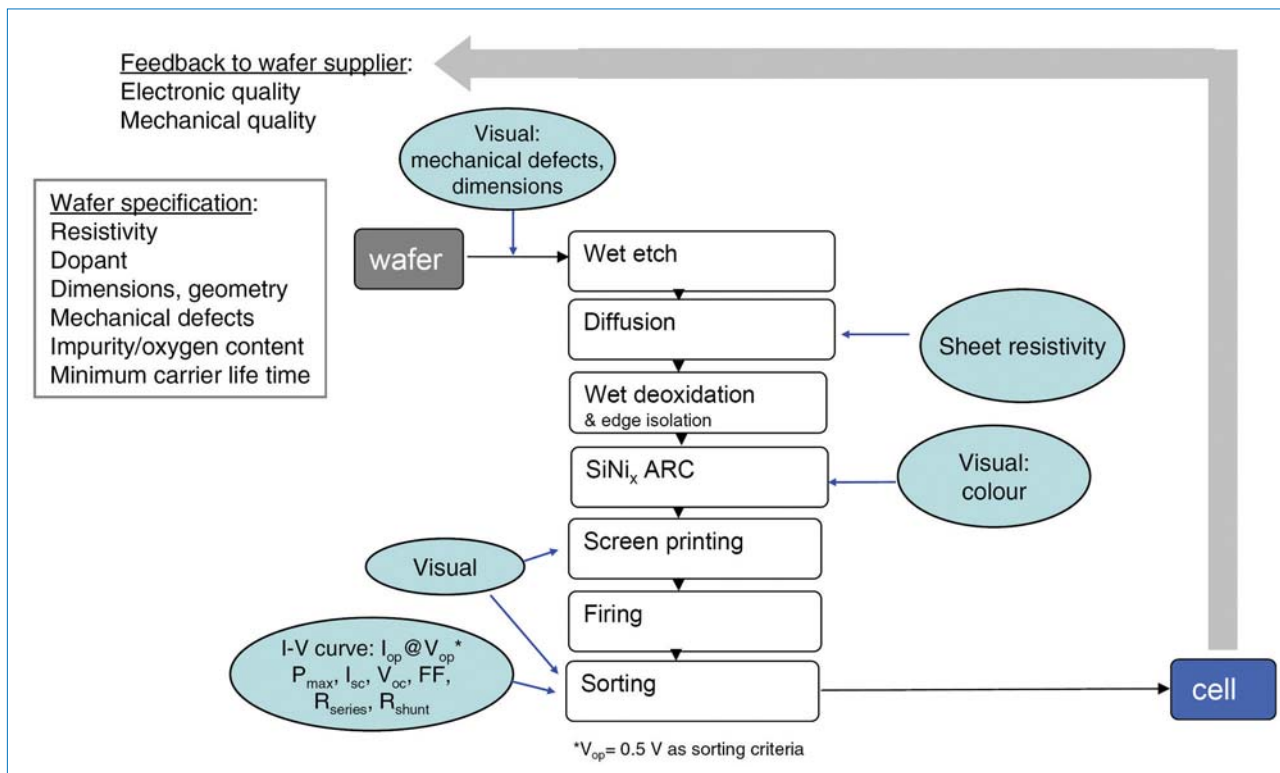 Feedback to wafer supplier:
Electronic quality
Mechanical quality
Visual:
mechanical defects,
dimensions
Wafer specification:
Resistivity
Dopant
Dimensions, geometry
Mechanical defects
Impurity/oxygen content
Minimum carrier life time
wafer
Wet etch
Diffusion
Sheet resistivity
Wet deoxidation
& edge isolation
SiNiₓ ARC
Visual:
colour
Screen printing
Visual
Firing
I-V curve: Iₒₚ@Vₒₚ*
Pₘₐₓ, Iₛc, Vₒc, FF,
Rₛₑᵣᵢₑₛ, Rₛₕᵤₙₜ
Sorting
cell
*Vₒₚ= 0.5 V as sorting criteria